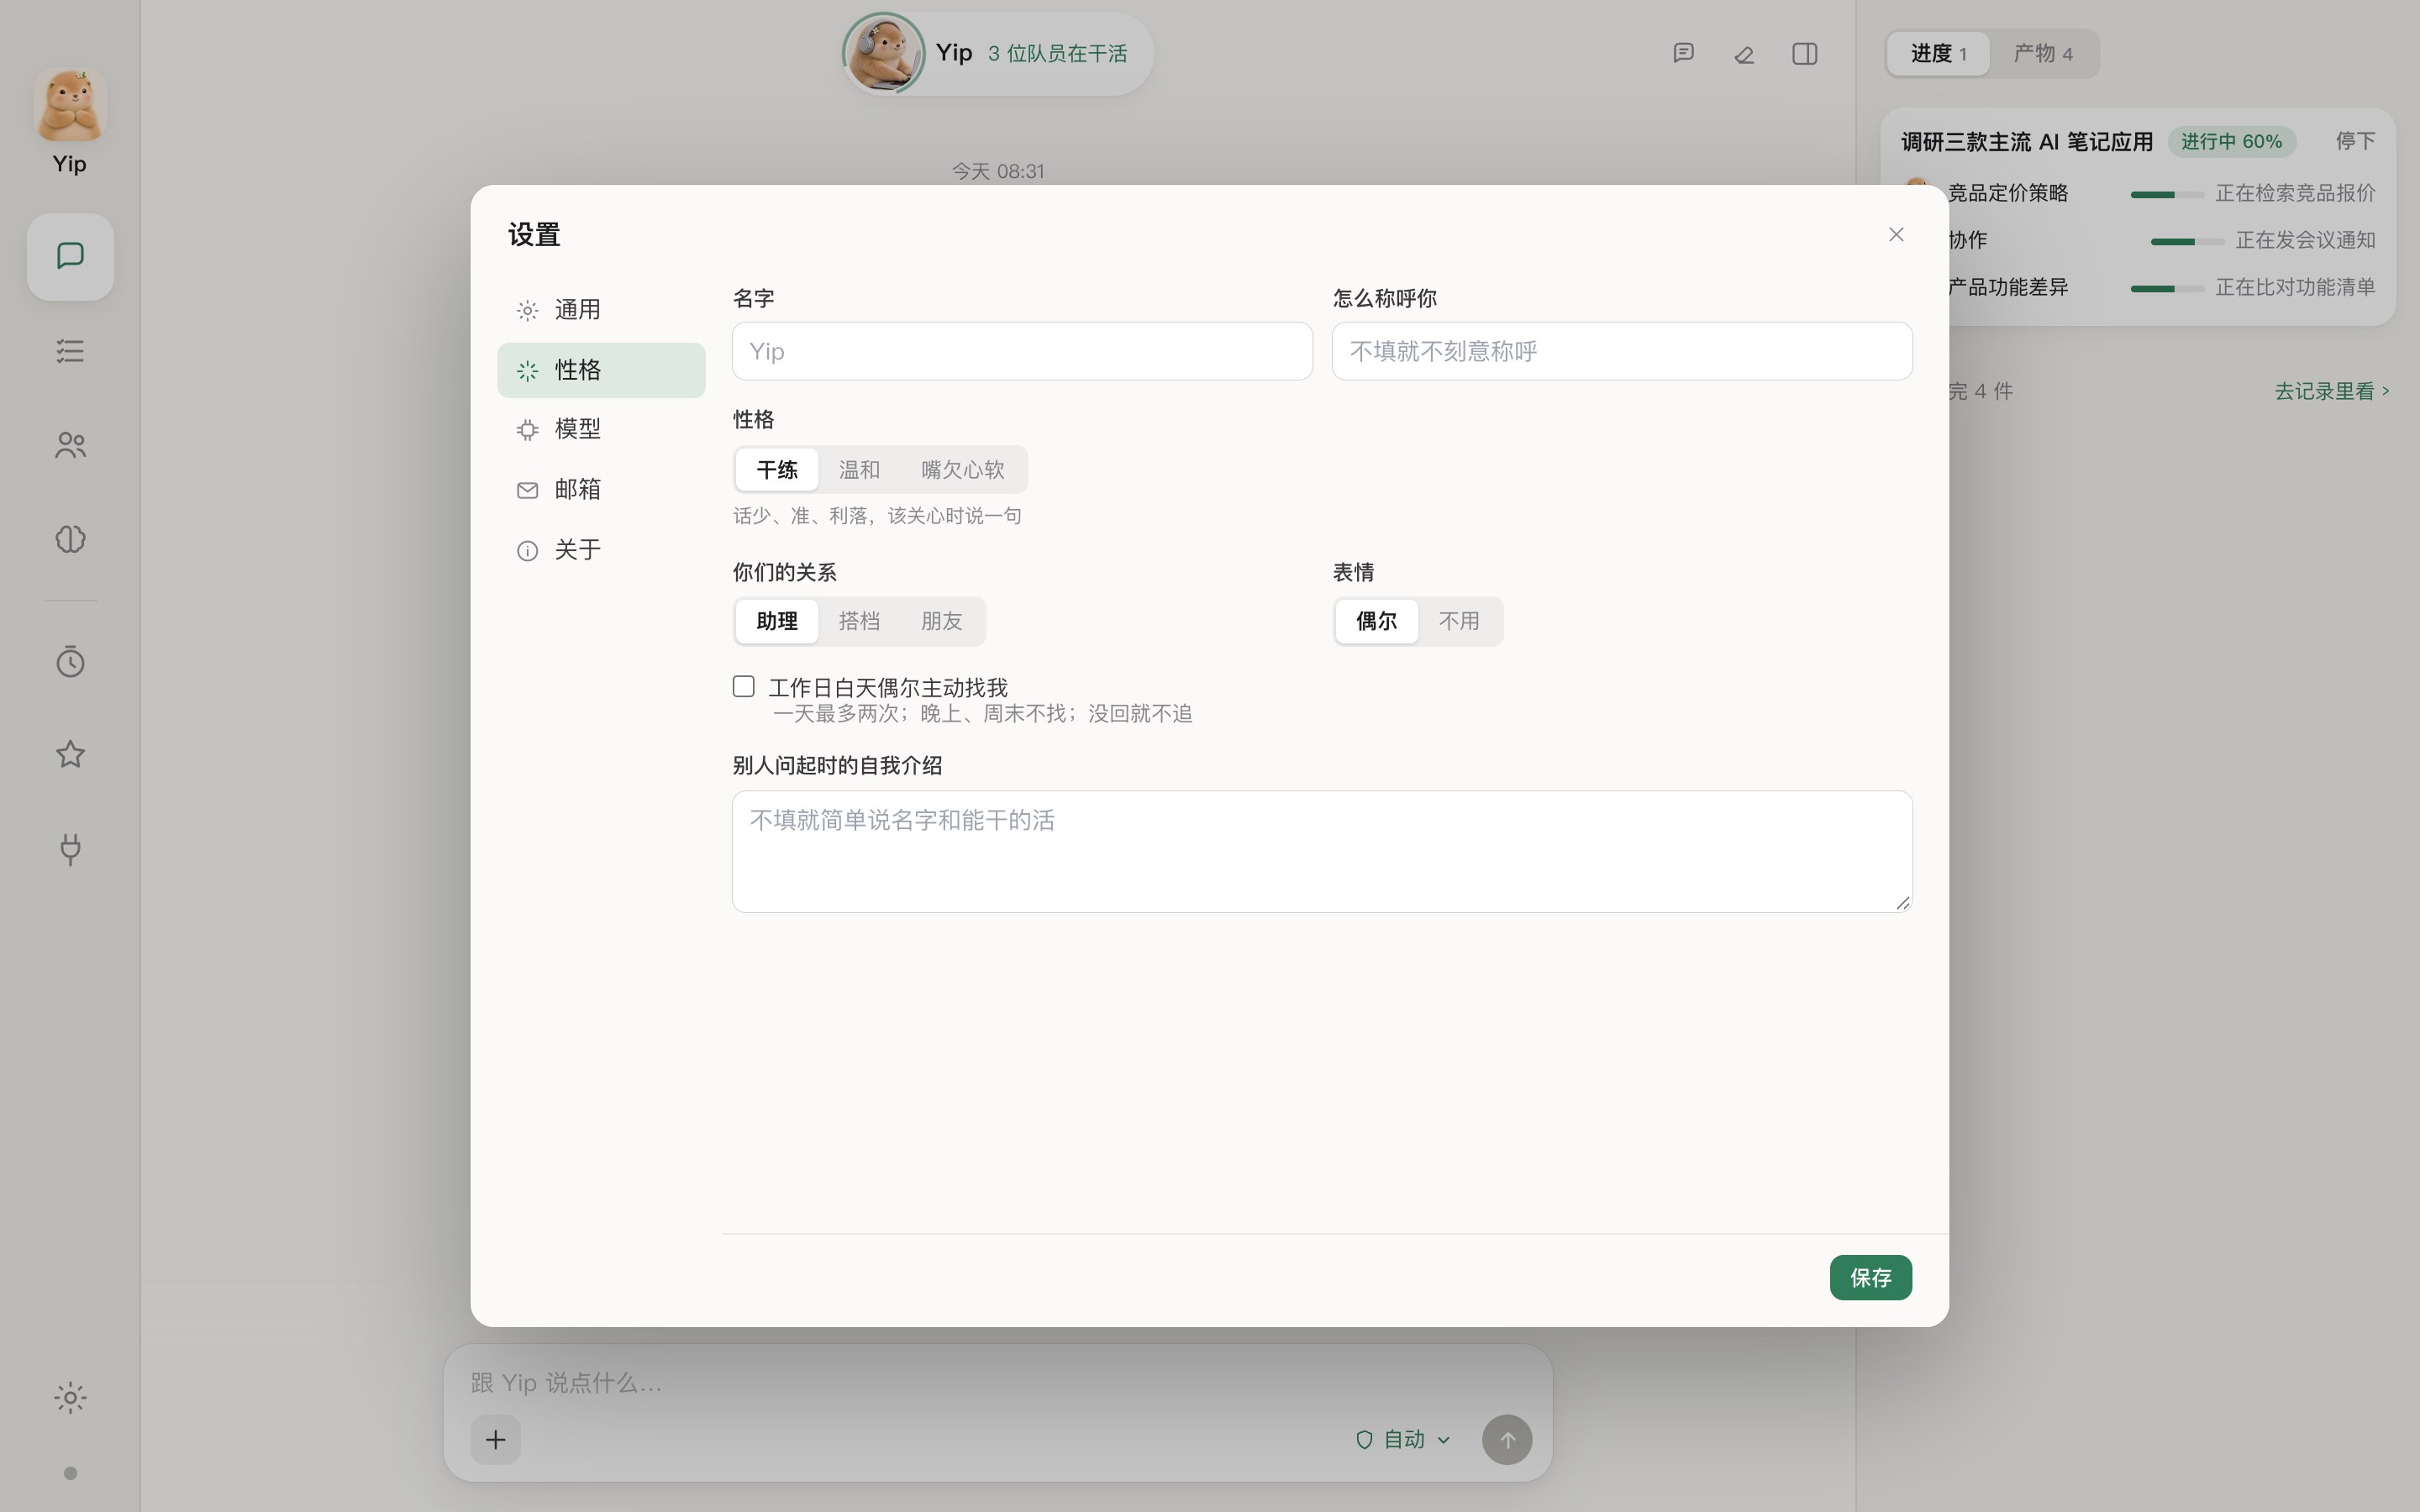 Yip
Yip 3 位队员在干活
今天 08:31
进度 1 产物 4
调研三款主流 AI 笔记应用 进行中 60% 停下
竞品定价策略 正在检索竞品报价
协作 正在发会议通知
产品功能差异 正在比对功能清单
完 4 件 去记录里看 >
设置
通用
性格
模型
邮箱
关于
名字 怎么称呼你
Yip 不填就不刻意称呼
性格
干练 温和 嘴欠心软
话少、准、利落，该关心时说一句
你们的关系 表情
助理 搭档 朋友 偶尔 不用
工作日白天偶尔主动找我
一天最多两次；晚上、周末不找；没回就不追
别人问起时的自我介绍
不填就简单说名字和能干的活
保存
跟 Yip 说点什么…
自动